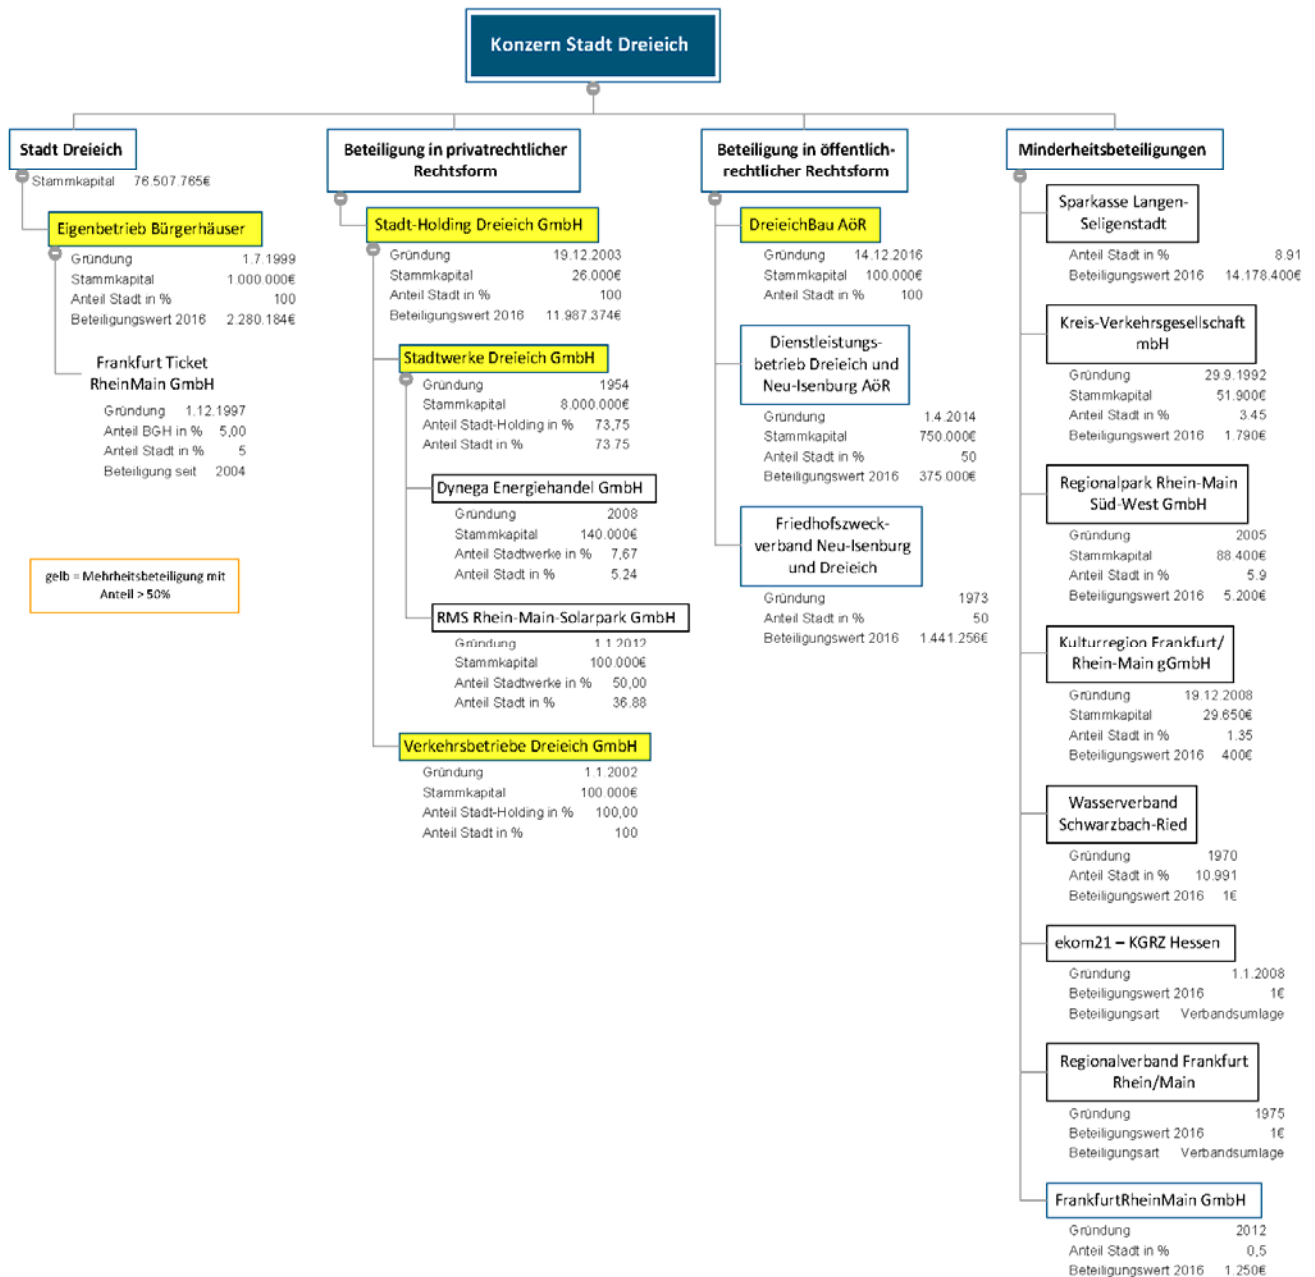 Konzern Stadt Dreieich
Stadt Dreieich
Stammkapital 76.507.765€
Eigenbetrieb Bürgerhäuser
Gründung 1.7.1999
Stammkapital 1.000.000€
Anteil Stadt in % 100
Beteiligungswert 2016 2.280.184€
Frankfurt Ticket
RheinMain GmbH
Gründung 1.12.1997
Anteil BGH in % 5,00
Anteil Stadt in % 5
Beteiligung seit 2004
gelb = Mehrheitsbeteiligung mit
Anteil > 50%
Beteiligung in privatrechtlicher
Rechtsform
Stadt-Holding Dreieich GmbH
Gründung 19.12.2003
Stammkapital 26.000€
Anteil Stadt in % 100
Beteiligungswert 2016 11.987.374€
Stadtwerke Dreieich GmbH
Gründung 1954
Stammkapital 8.000.000€
Anteil Stadt-Holding in % 73,75
Anteil Stadt in % 73.75
Dynega Energiehandel GmbH
Gründung 2008
Stammkapital 140.000€
Anteil Stadtwerke in % 7,67
Anteil Stadt in % 5.24
RMS Rhein-Main-Solarpark GmbH
Gründung 1.1.2012
Stammkapital 100.000€
Anteil Stadtwerke in % 50,00
Anteil Stadt in % 36.88
Verkehrsbetriebe Dreieich GmbH
Gründung 1.1.2002
Stammkapital 100.000€
Anteil Stadt-Holding in % 100,00
Anteil Stadt in % 100
Beteiligung in öffentlich-
rechtlicher Rechtsform
DreieichBau AöR
Gründung 14.12.2016
Stammkapital 100.000€
Anteil Stadt in % 100
Dienstleistungs-
betrieb Dreieich und
Neu-Isenburg AöR
Gründung 1.4.2014
Stammkapital 750.000€
Anteil Stadt in % 50
Beteiligungswert 2016 375.000€
Friedhofszweck-
verband Neu-Isenburg
und Dreieich
Gründung 1973
Anteil Stadt in % 50
Beteiligungswert 2016 1.441.256€
Minderheitsbeteiligungen
Sparkasse Langen-
Seligenstadt
Anteil Stadt in % 8.91
Beteiligungswert 2016 14.178.400€
Kreis-Verkehrsgesellschaft
mbH
Gründung 29.9.1992
Stammkapital 51.900€
Anteil Stadt in % 3.45
Beteiligungswert 2016 1.790€
Regionalpark Rhein-Main
Süd-West GmbH
Gründung 2005
Stammkapital 88.400€
Anteil Stadt in % 5.9
Beteiligungswert 2016 5.200€
Kulturregion Frankfurt/
Rhein-Main gGmbH
Gründung 19.12.2008
Stammkapital 29.650€
Anteil Stadt in % 1.35
Beteiligungswert 2016 400€
Wasserverband
Schwarzbach-Ried
Gründung 1970
Anteil Stadt in % 10.991
Beteiligungswert 2016 1€
ekom21 – KGRZ Hessen
Gründung 1.1.2008
Beteiligungswert 2016 1€
Beteiligungsart Verbandsumlage
Regionalverband Frankfurt
Rhein/Main
Gründung 1975
Beteiligungswert 2016 1€
Beteiligungsart Verbandsumlage
FrankfurtRheinMain GmbH
Gründung 2012
Anteil Stadt in % 0,5
Beteiligungswert 2016 1.250€